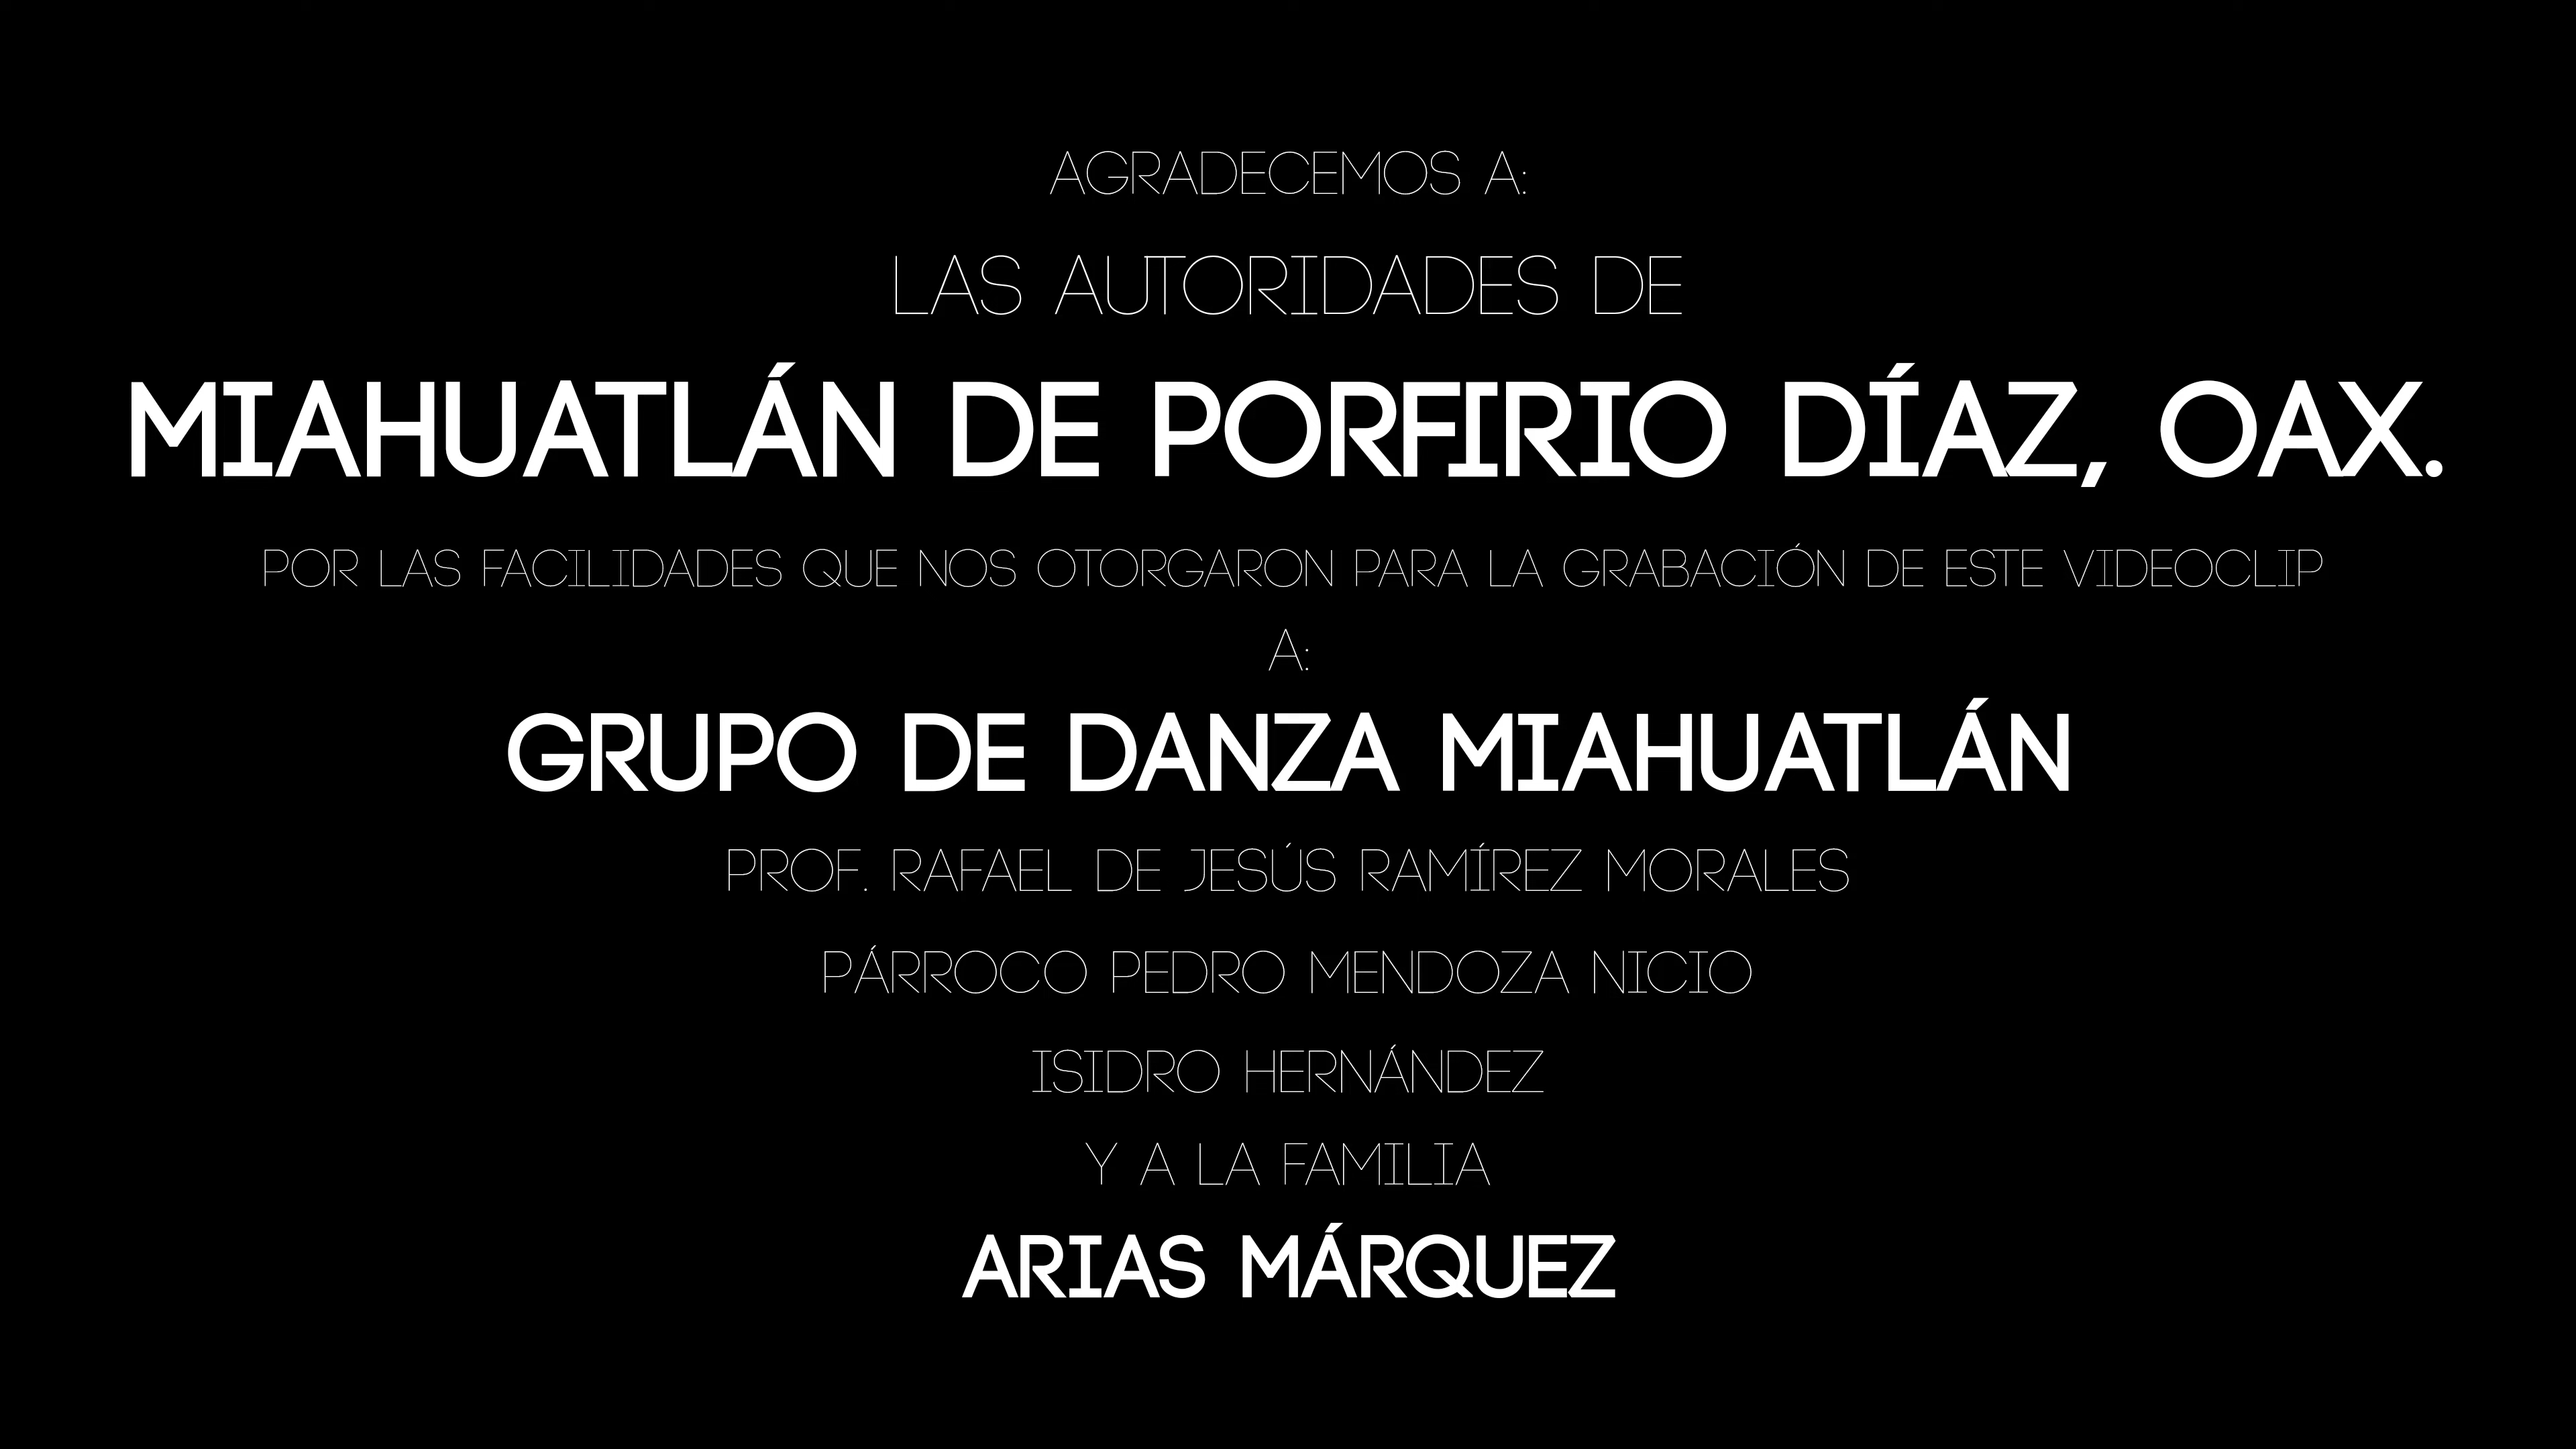 AGRADECEMOS A:
LAS AUTORIDADES DE
MIAHUATLÁN DE PORFIRIO DÍAZ, OAX.
POR LAS FACILIDADES QUE NOS OTORGARON PARA LA GRABACIÓN DE ESTE VIDEOCLIP
A:
GRUPO DE DANZA MIAHUATLÁN
PROF. RAFAEL DE JESÚS RAMÍREZ MORALES
PÁRROCO PEDRO MENDOZA NICIO
ISIDRO HERNÁNDEZ
Y A LA FAMILIA
ARIAS MÁRQUEZ